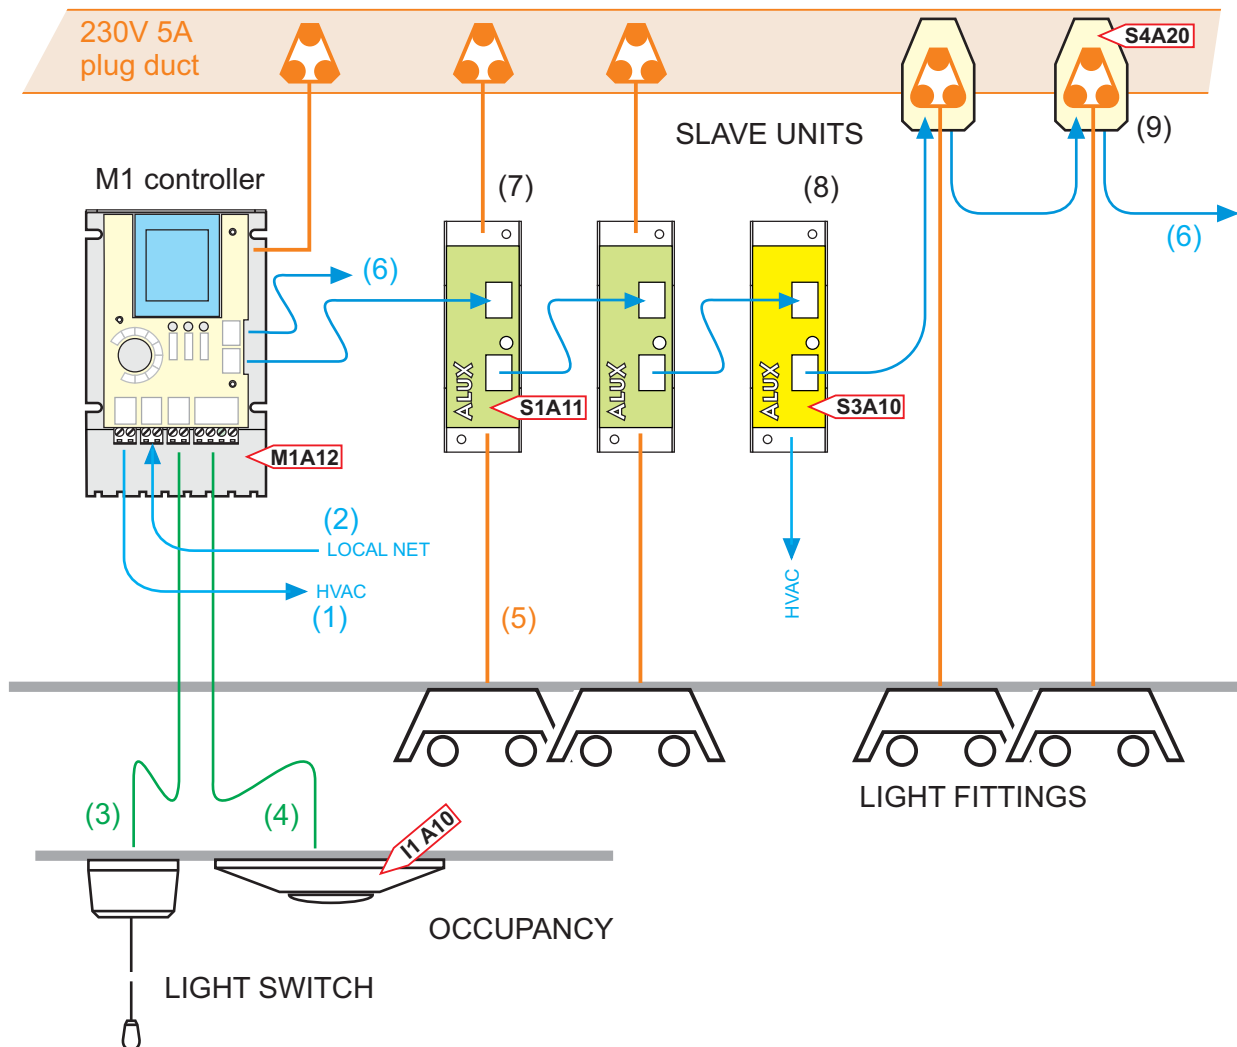 230V 5A
plug duct
S4A20
SLAVE UNITS
(9)
M1 controller
(7)
(8)
(6)
(6)
ALUX
ALUX
ALUX
S1A11
S3A10
M1A12
(2)
LOCAL NET
HVAC
(1)
HVAC
(5)
(3)
(4)
I1 A10
LIGHT FITTINGS
OCCUPANCY
LIGHT SWITCH